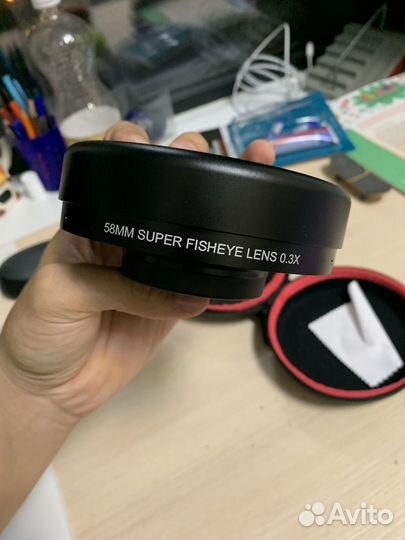 58MM SUPER FISHEYE LENS 0.3X
Avito